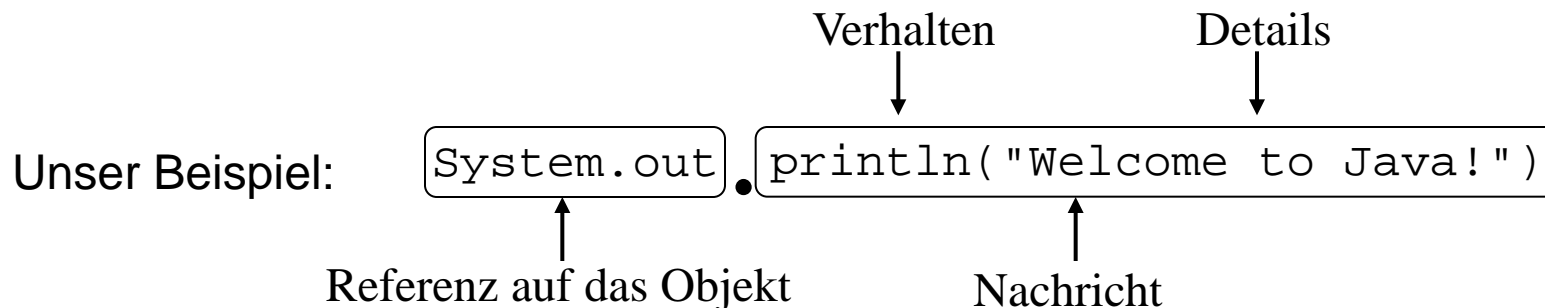 Verhalten Details
Unser Beispiel: System.out.println("Welcome to Java!")
Referenz auf das Objekt Nachricht